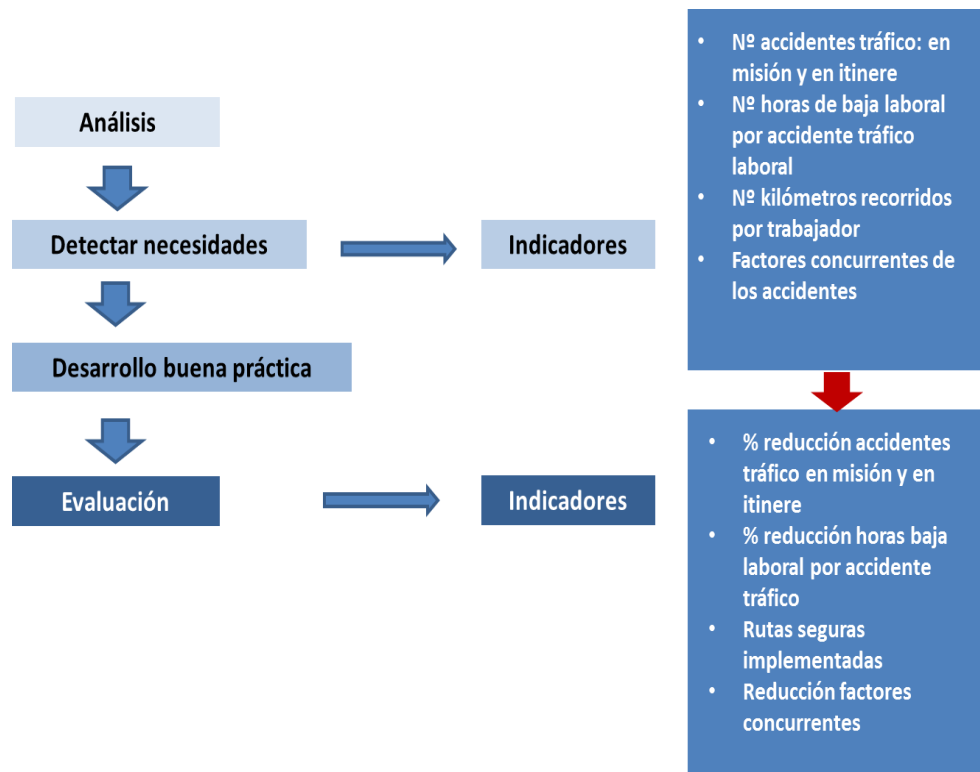 Análisis
Detectar necesidades
Indicadores
Desarrollo buena práctica
Evaluación
Indicadores
• Nº accidentes tráfico: en
misión y en itinere
• Nº horas de baja laboral
por accidente tráfico
laboral
• Nº kilómetros recorridos
por trabajador
• Factores concurrentes de
los accidentes
• % reducción accidentes
tráfico en misión y en
itinere
• % reducción horas baja
laboral por accidente
tráfico
• Rutas seguras
implementadas
• Reducción factores
concurrentes